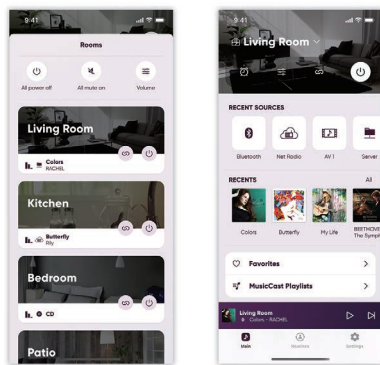 9:41
Rooms
All power off
All mute on
Volume
Living Room
Colors
RACHEL
Kitchen
Butterfly
Bedroom
CD
Patio
9:41
Living Room
RECENT SOURCES
Bluetooth
Net Radio
AV 1
Server
RECENTS
All
Colors
Butterfly
My Life
BEETHOVE
The Symph
Favorites
MusicCast Playlists
Living Room
Colors - RACHEL
Main
Favorites
Settings